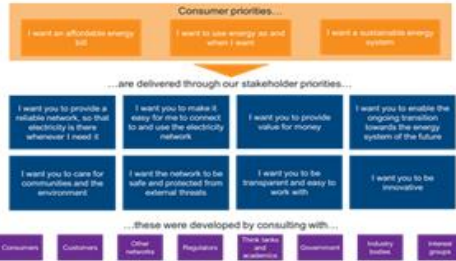 Consumer priorities…
I want an affordable energy
bill
I want to use energy as and
when I want
I want a sustainable energy
system
…are delivered through our stakeholder priorities…
I want you to provide a
reliable network, so that
electricity is there
whenever I need it
I want you to make it
easy for me to connect
to and use the electricity
network
I want you to provide
value for money
I want you to enable the
ongoing transition
towards the energy
system of the future
I want you to care for
communities and the
environment
I want the network to be
safe and protected from
external threats
I want you to be
transparent and easy to
work with
I want you to be
innovative
…these were developed by consulting with…
Consumers
Customers
Other
networks
Regulators
Think tanks
and
academics
Government
Industry
bodies
Interest
groups